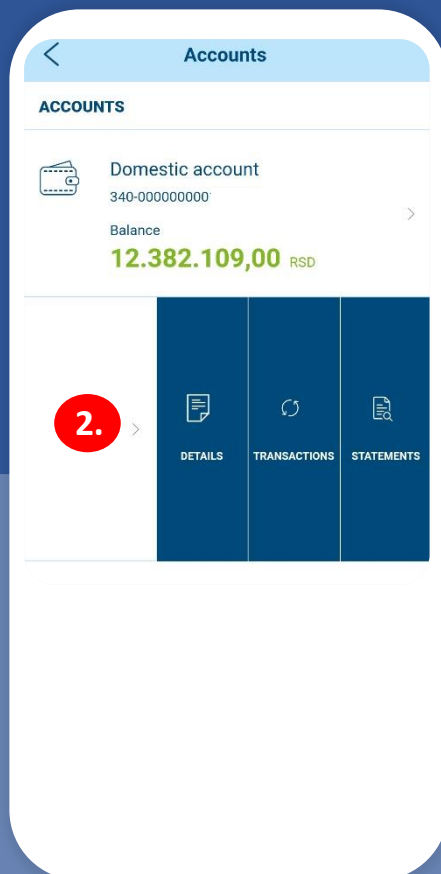 Accounts
ACCOUNTS
Domestic account
340-000000000
Balance
12.382.109,00 RSD
2.
DETAILS TRANSACTIONS STATEMENTS